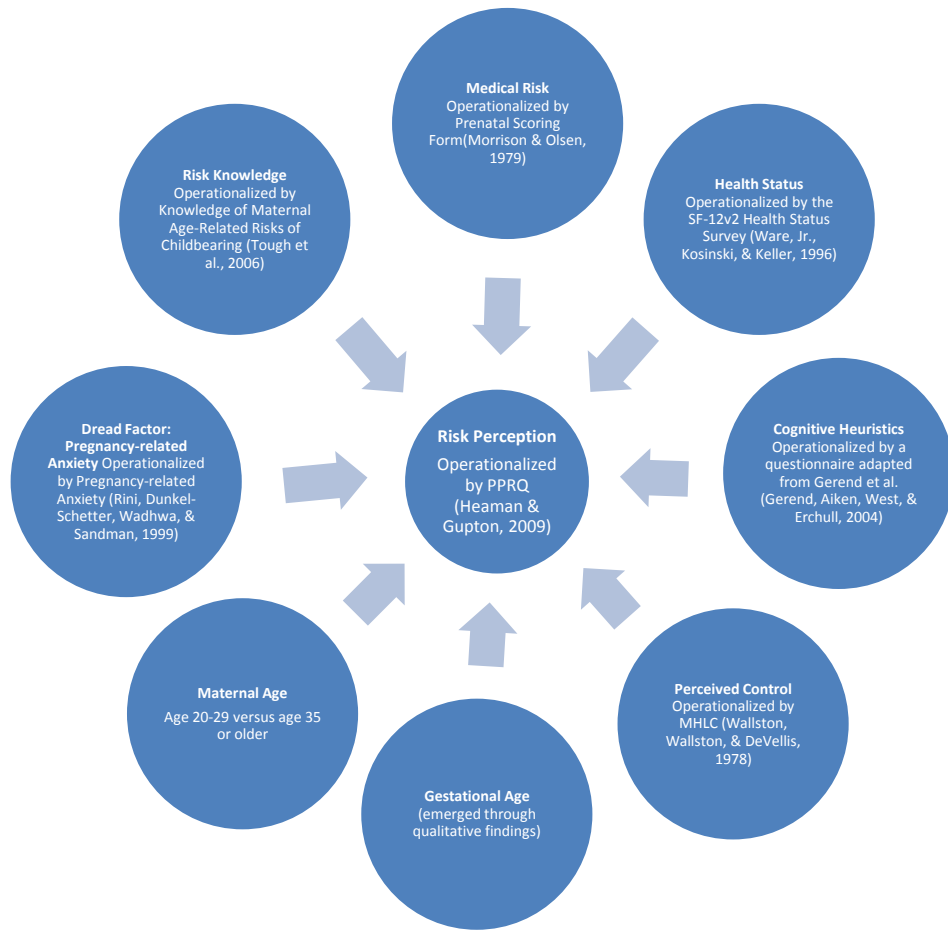 Medical Risk
Operationalized by
Prenatal Scoring
Form(Morrison & Olsen,
1979)
Risk Knowledge
Operationalized by
Knowledge of Maternal
Age-Related Risks of
Childbearing (Tough et
al., 2006)
Health Status
Operationalized by the
SF-12v2 Health Status
Survey (Ware, Jr.,
Kosinski, & Keller, 1996)
Dread Factor:
Pregnancy-related
Anxiety Operationalized
by Pregnancy-related
Anxiety (Rini, Dunkel-
Schetter, Wadhwa, &
Sandman, 1999)
Risk Perception
Operationalized
by PPRQ
(Heaman &
Gupton, 2009)
Cognitive Heuristics
Operationalized by a
questionnaire adapted
from Gerend et al.
(Gerend, Aiken, West, &
Erchull, 2004)
Maternal Age
Age 20-29 versus age 35
or older
Perceived Control
Operationalized by
MHLC (Wallston,
Wallston, & DeVellis,
1978)
Gestational Age
(emerged through
qualitative findings)